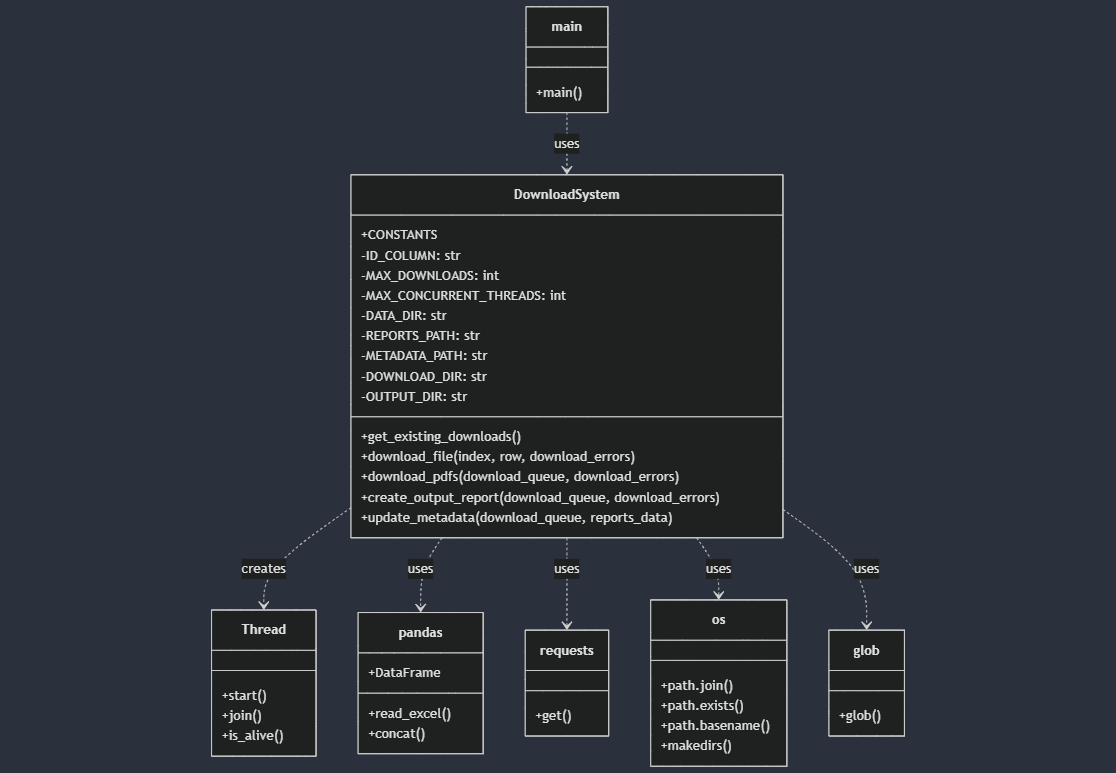 main
+main()
uses
DownloadSystem
+CONSTANTS
-ID_COLUMN: str
-MAX_DOWNLOADS: int
-MAX_CONCURRENT_THREADS: int
-DATA_DIR: str
-REPORTS_PATH: str
-METADATA_PATH: str
-DOWNLOAD_DIR: str
-OUTPUT_DIR: str
+get_existing_downloads()
+download_file(index, row, download_errors)
+download_pdfs(download_queue, download_errors)
+create_output_report(download_queue, download_errors)
+update_metadata(download_queue, reports_data)
creates
uses
uses
uses
uses
Thread
+start()
+join()
+is_alive()
pandas
+DataFrame
+read_excel()
+concat()
requests
+get()
os
+path.join()
+path.exists()
+path.basename()
+makedirs()
glob
+glob()